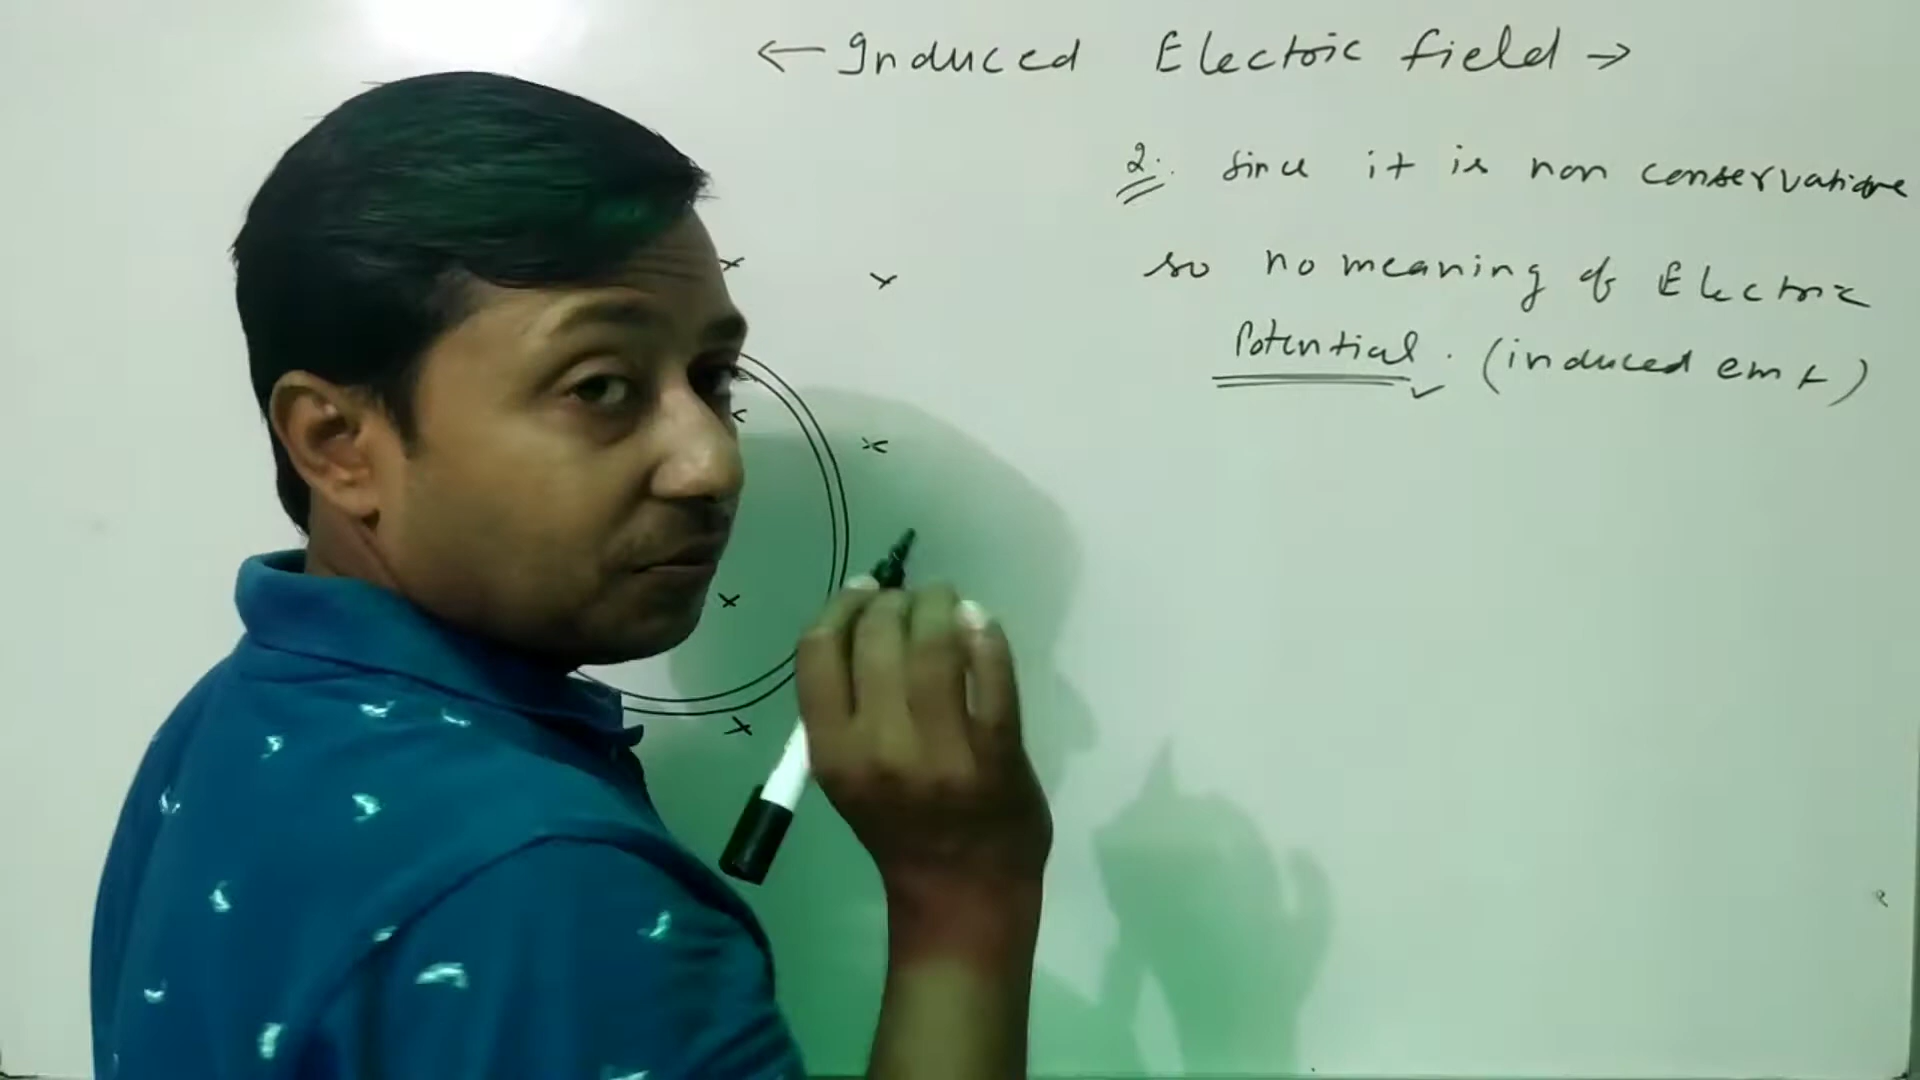 ← Induced Electric field →
2. Since it is non conservative
so no meaning of Electric
Potential. (induced emf)